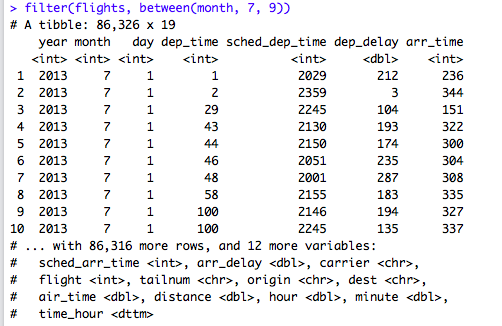 > filter(flights, between(month, 7, 9))
# A tibble: 86,326 x 19
year month day dep_time sched_dep_time dep_delay arr_time
<int> <int> <int> <int> <int> <dbl> <int>
1 2013 7 1 1 2029 212 236
2 2013 7 1 2 2359 3 344
3 2013 7 1 29 2245 104 151
4 2013 7 1 43 2130 193 322
5 2013 7 1 44 2150 174 300
6 2013 7 1 46 2051 235 304
7 2013 7 1 48 2001 287 308
8 2013 7 1 58 2155 183 335
9 2013 7 1 100 2146 194 327
10 2013 7 1 100 2245 135 337
# ... with 86,316 more rows, and 12 more variables:
# sched_arr_time <int>, arr_delay <dbl>, carrier <chr>,
# flight <int>, tailnum <chr>, origin <chr>, dest <chr>,
# air_time <dbl>, distance <dbl>, hour <dbl>, minute <dbl>,
# time_hour <dttm>